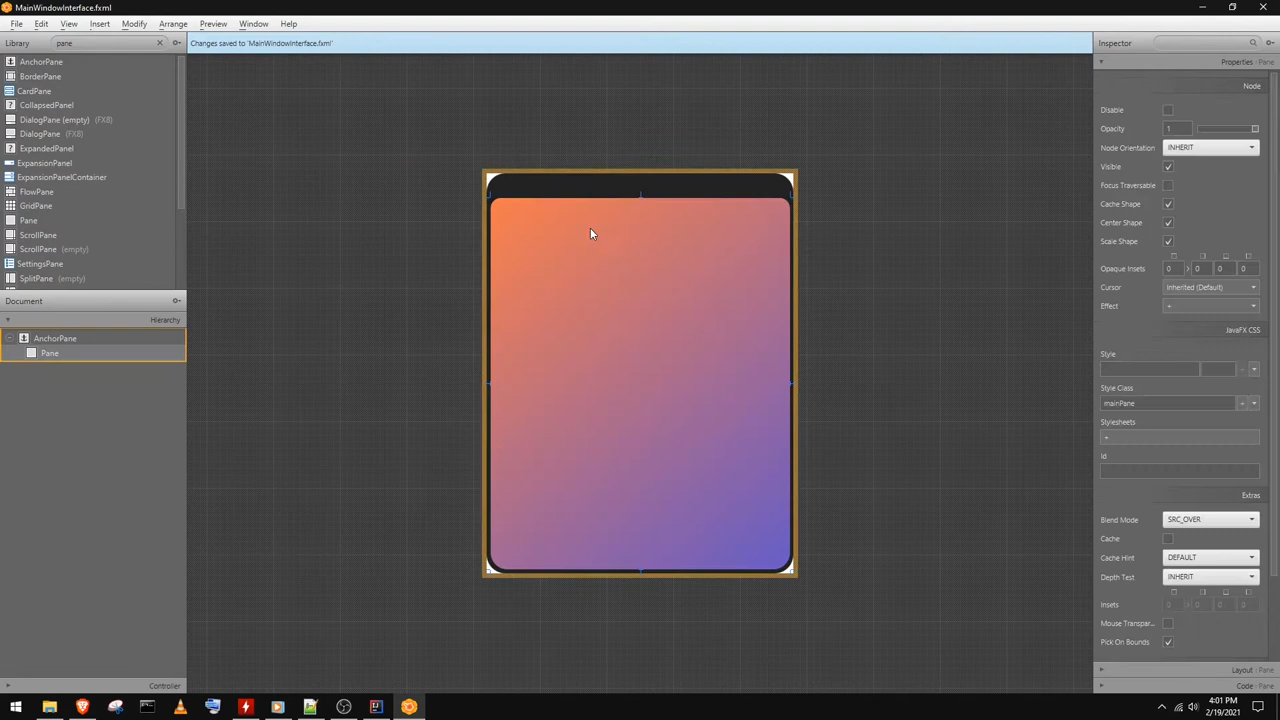 MainWindowInterface.fxml
File Edit View Insert Modify Arrange Preview Window Help
Library pane
Changes saved to 'MainWindowInterface.fxml'
Inspector
AnchorPane
BorderPane
CardPane
CollapsedPanel
DialogPane (empty) (FX8)
DialogPane (FX8)
ExpandedPanel
ExpansionPanel
ExpansionPanelContainer
FlowPane
GridPane
Pane
ScrollPane
ScrollPane (empty)
SettingsPane
SplitPane (empty)
Document
Hierarchy
AnchorPane
Pane
Controller
Properties : Pane
Node
Disable
Opacity 1
Node Orientation INHERIT
Visible
Focus Traversable
Cache Shape
Center Shape
Scale Shape
Opaque Insets 0 > 0 0 0
Cursor Inherited (Default)
Effect +
JavaFX CSS
Style
Style Class
mainPane
Stylesheets
+
Id
Extras
Blend Mode SRC_OVER
Cache
Cache Hint DEFAULT
Depth Test INHERIT
Insets 0 > 0 0 0
Mouse Transpar...
Pick On Bounds
Layout : Pane
Code : Pane
4:01 PM
2/19/2021